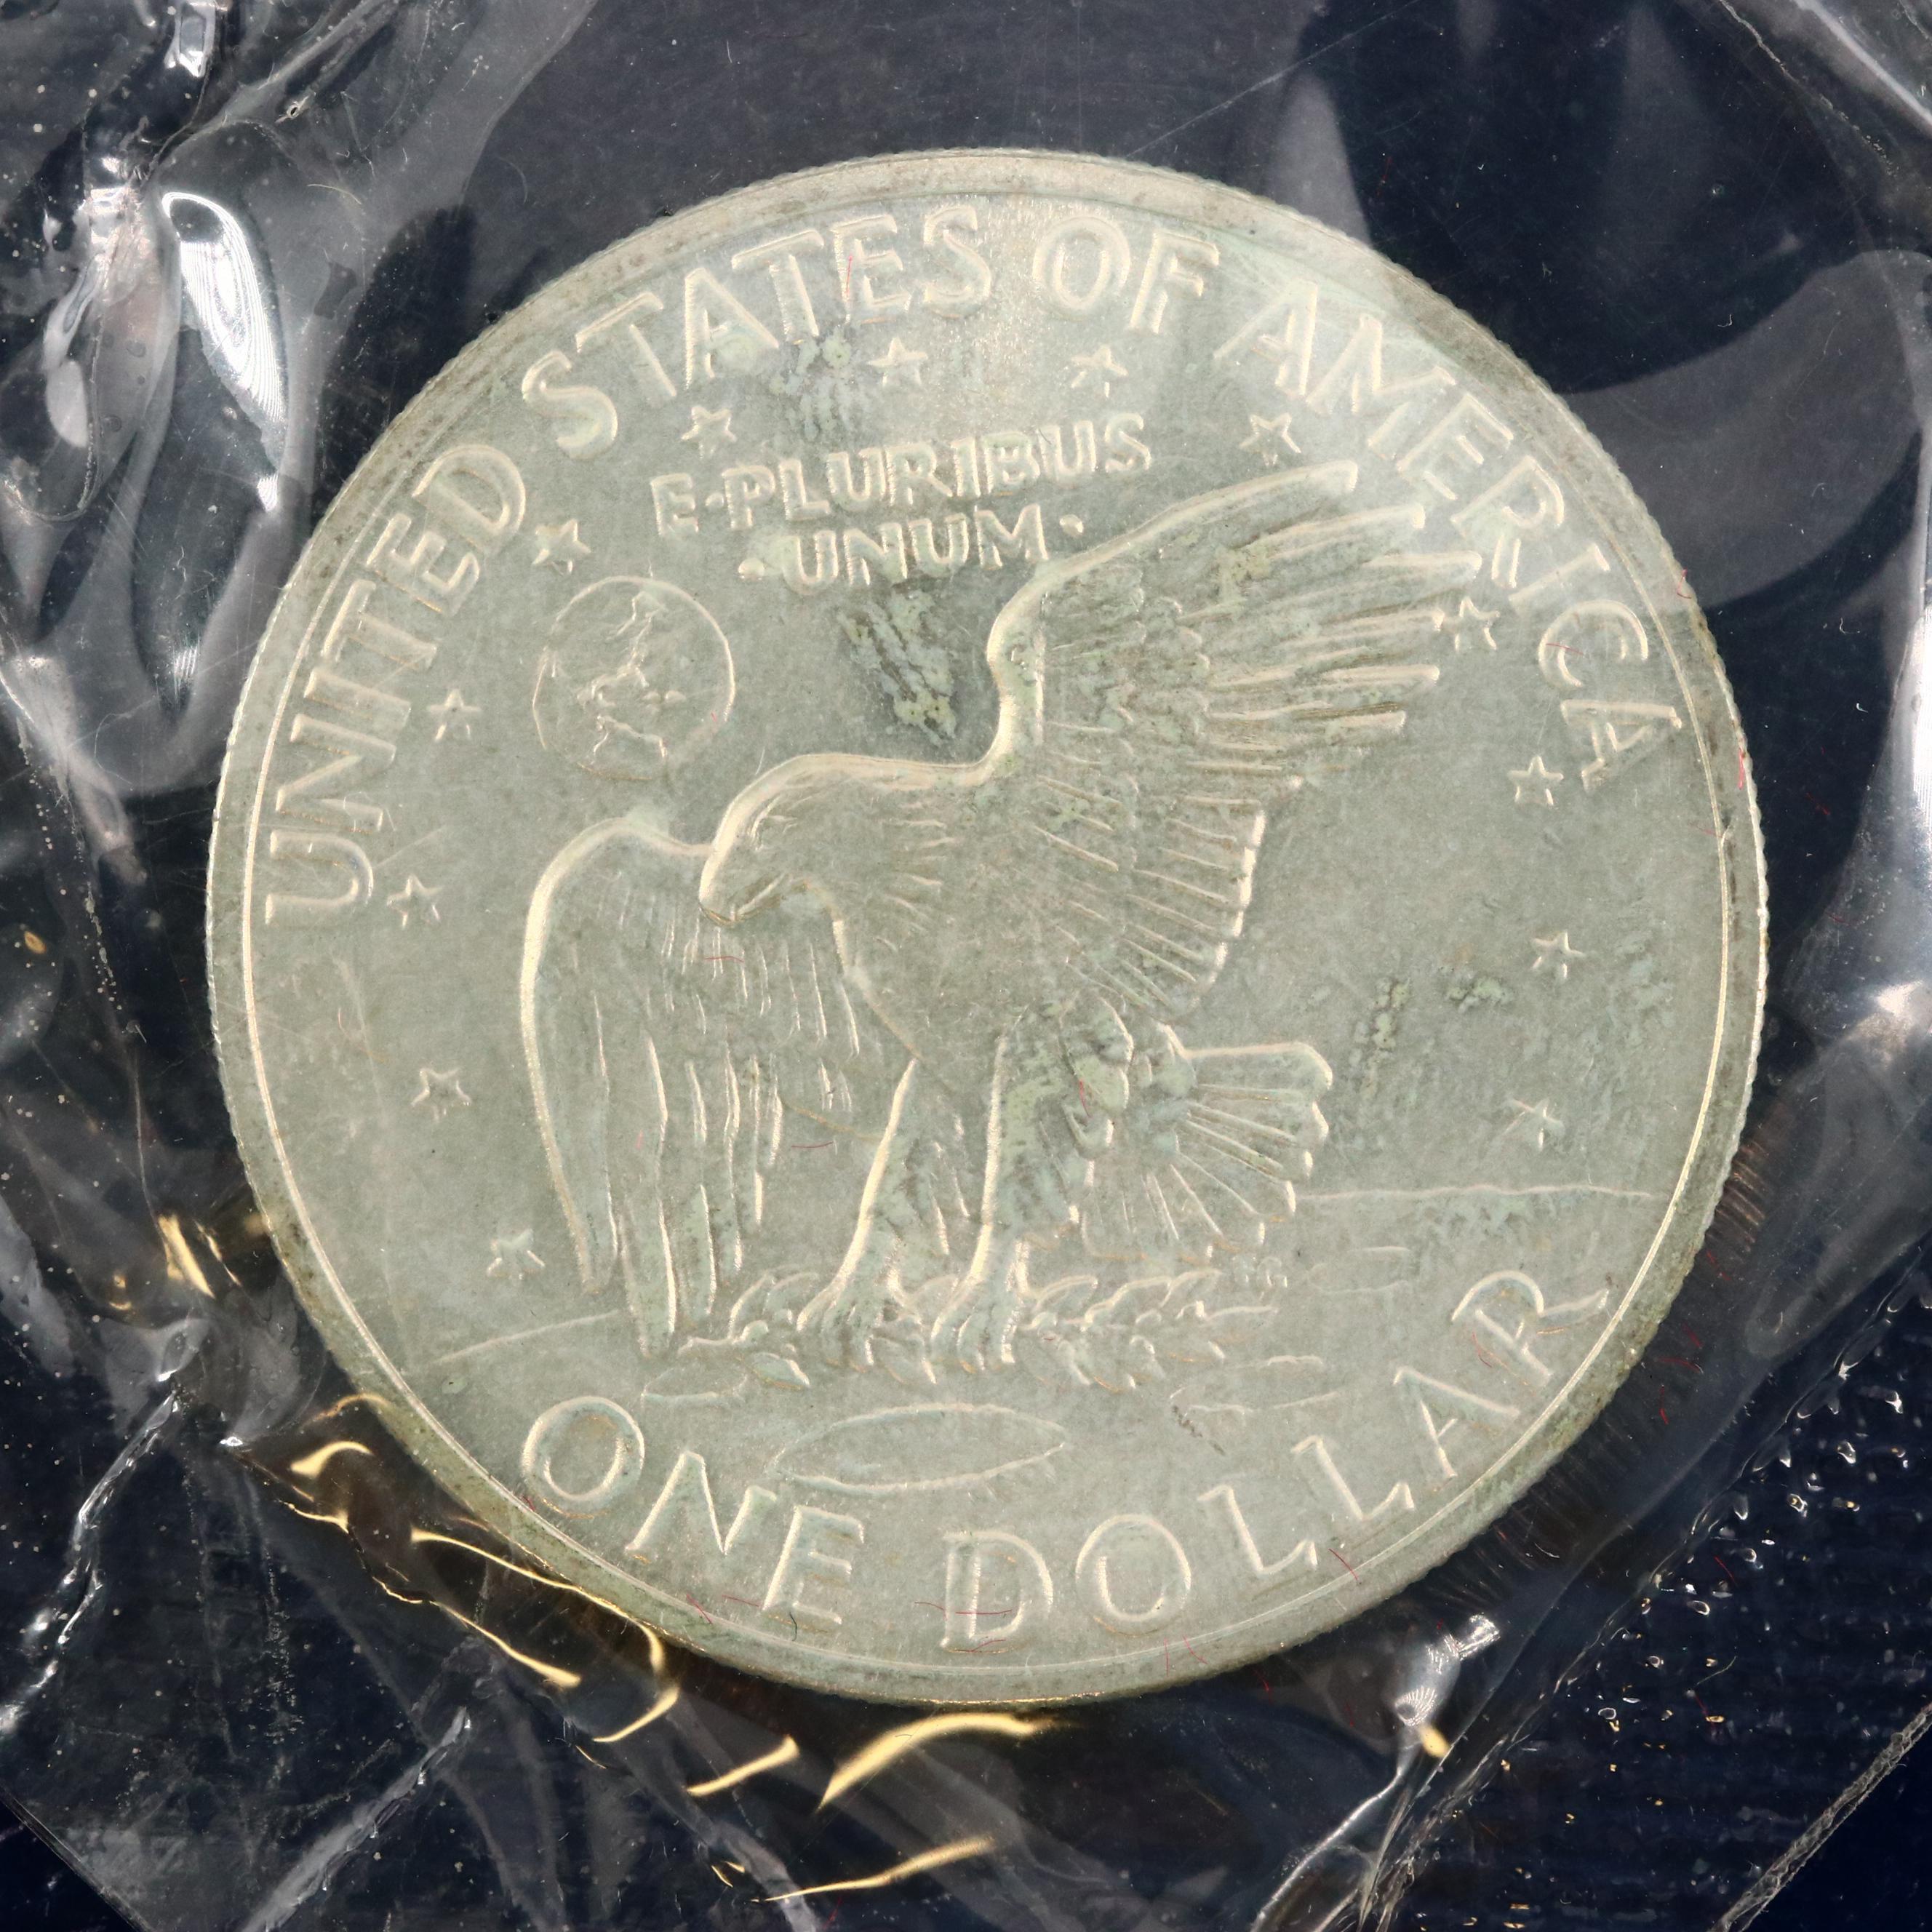 UNITED STATES OF AMERICA
E·PLURIBUS
·UNUM·
ONE DOLLAR